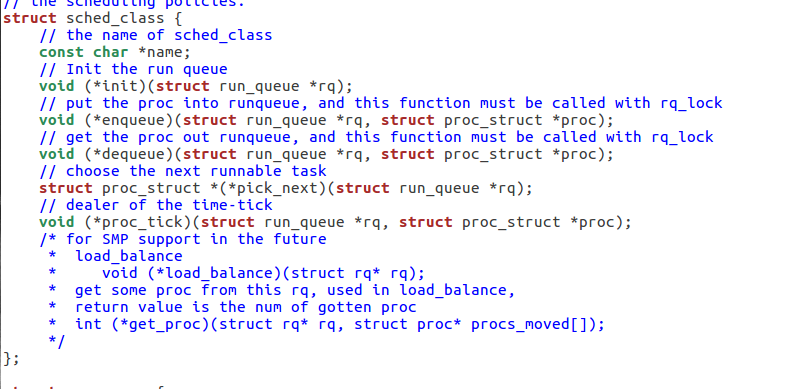 // the scheduling policies.
struct sched_class {
    // the name of sched_class
    const char *name;
    // Init the run queue
    void (*init)(struct run_queue *rq);
    // put the proc into runqueue, and this function must be called with rq_lock
    void (*enqueue)(struct run_queue *rq, struct proc_struct *proc);
    // get the proc out runqueue, and this function must be called with rq_lock
    void (*dequeue)(struct run_queue *rq, struct proc_struct *proc);
    // choose the next runnable task
    struct proc_struct *(*pick_next)(struct run_queue *rq);
    // dealer of the time-tick
    void (*proc_tick)(struct run_queue *rq, struct proc_struct *proc);
    /* for SMP support in the future
     *  load_balance
     *     void (*load_balance)(struct rq* rq);
     *  get some proc from this rq, used in load_balance,
     *  return value is the num of gotten proc
     *  int (*get_proc)(struct rq* rq, struct proc* procs_moved[]);
     */
};